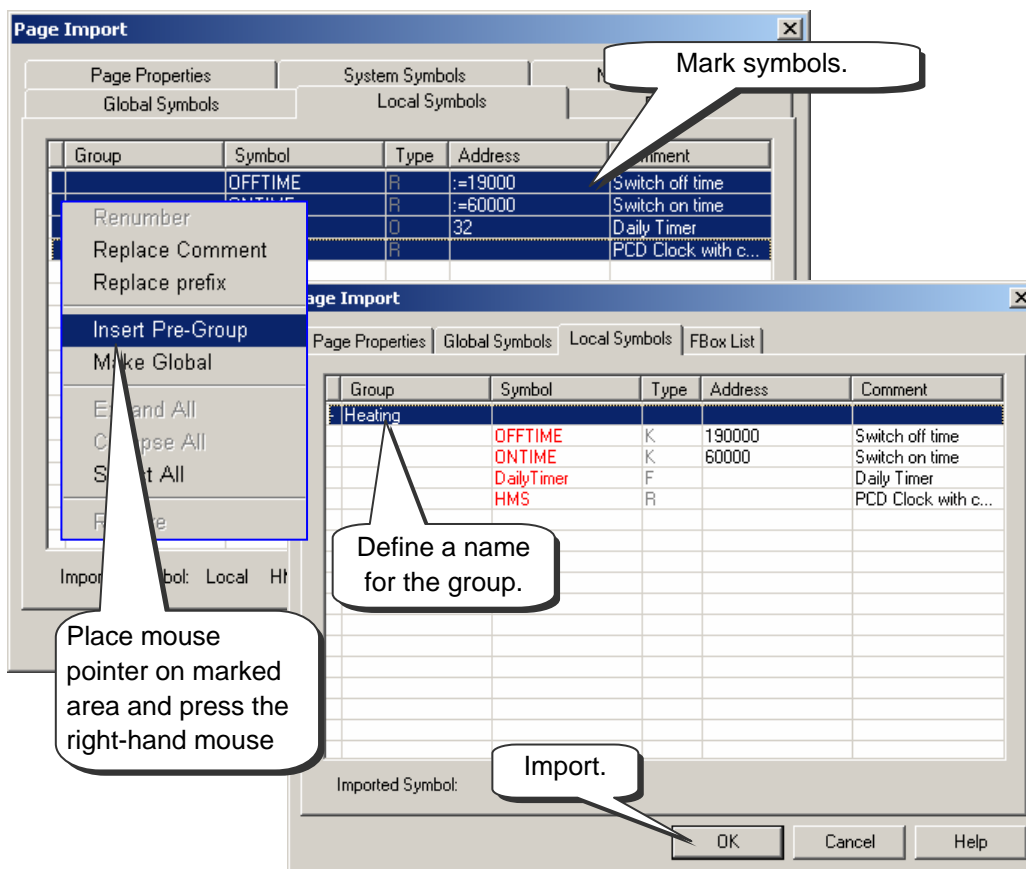 Page Import
Mark symbols.
Page Properties
System Symbols
Global Symbols
Local Symbols
Group Symbol Type Address Comment
OFFTIME R :=19000 Switch off time
R :=60000 Switch on time
O 32 Daily Timer
R PCD Clock with c...
Renumber
Replace Comment
Replace prefix
Insert Pre-Group
Make Global
All
All
All
Place mouse
pointer on marked
area and press the
right-hand mouse
Local
Page Import
Page Properties Global Symbols Local Symbols FBox List
Group Symbol Type Address Comment
Heating
OFFTIME K 190000 Switch off time
ONTIME K 60000 Switch on time
DailyTimer F Daily Timer
HMS R PCD Clock with c...
Define a name
for the group.
Import.
Imported Symbol:
OK Cancel Help